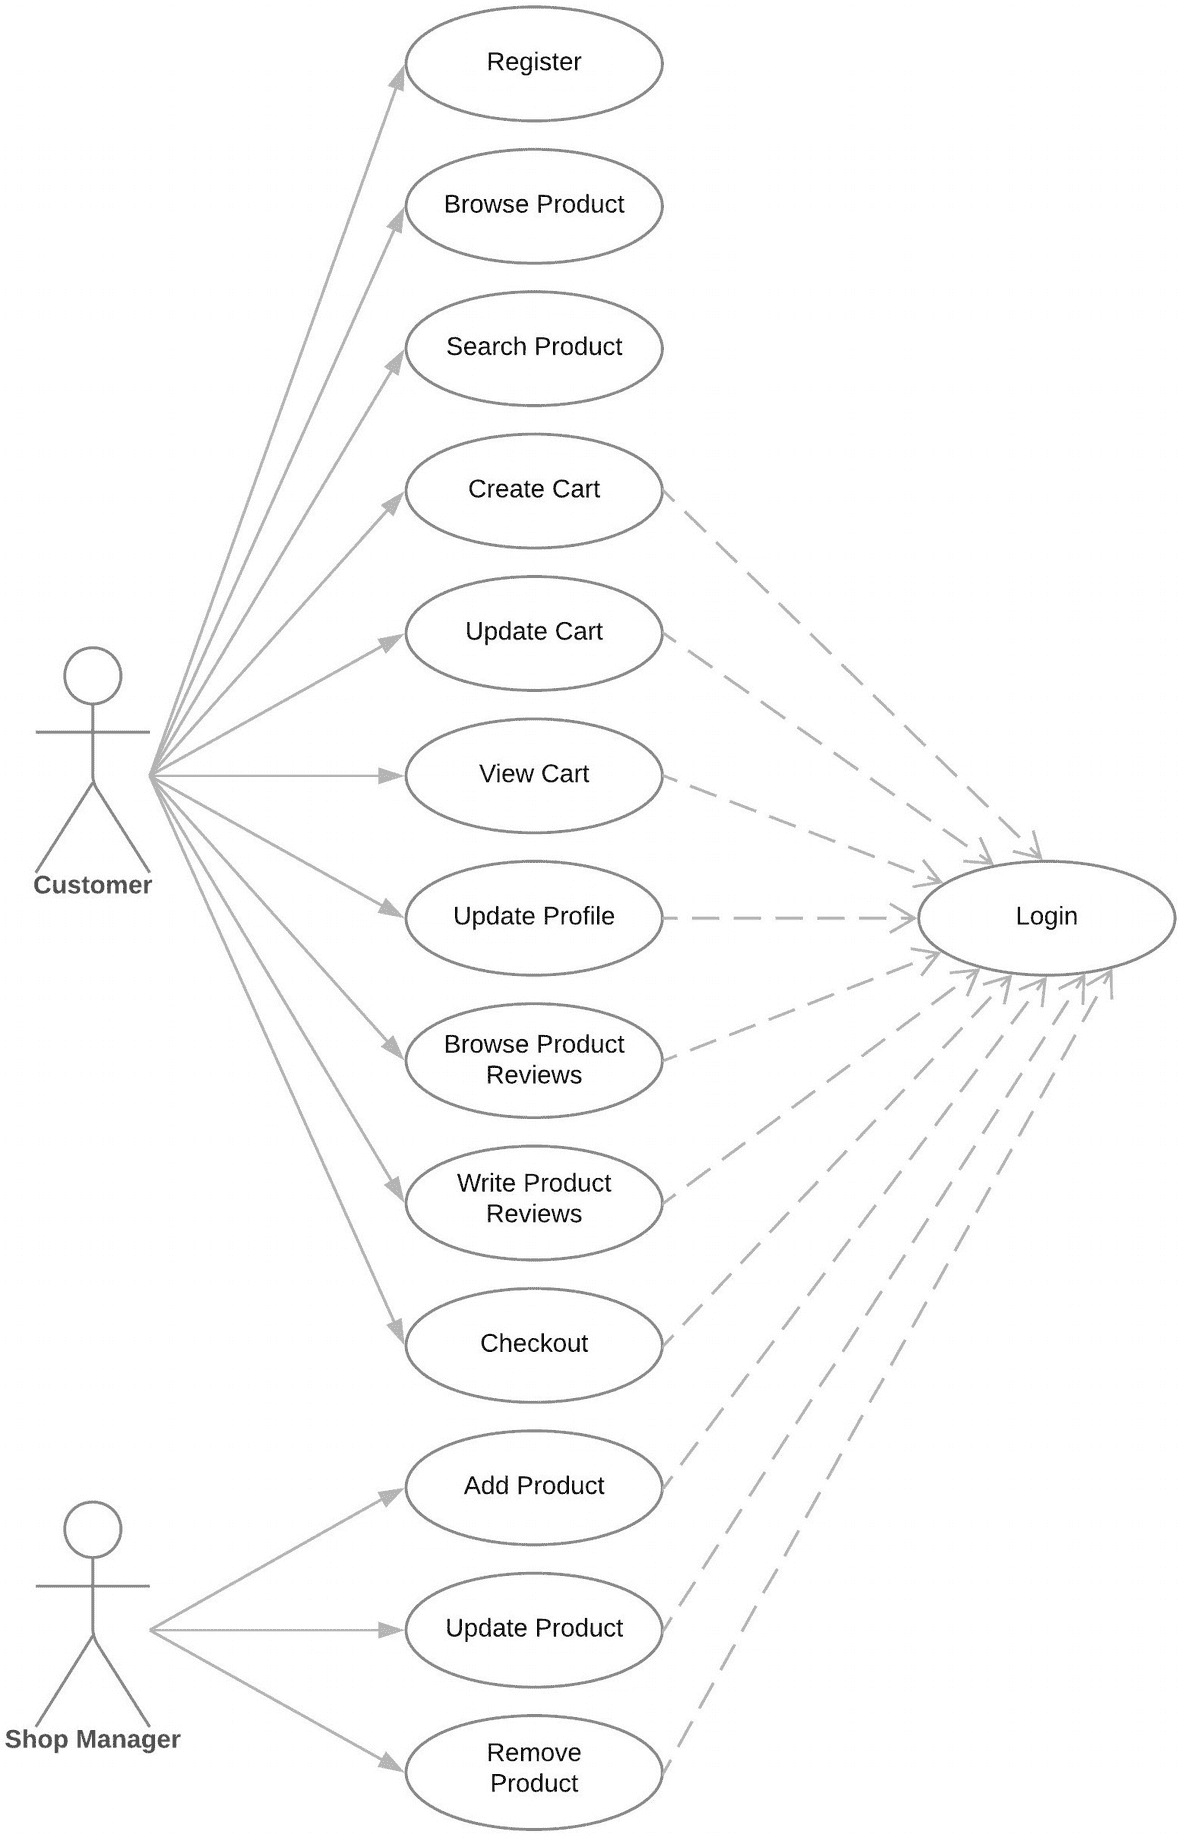 Register
Browse Product
Search Product
Create Cart
Update Cart
View Cart
Customer
Update Profile
Login
Browse Product
Reviews
Write Product
Reviews
Checkout
Add Product
Update Product
Shop Manager
Remove
Product